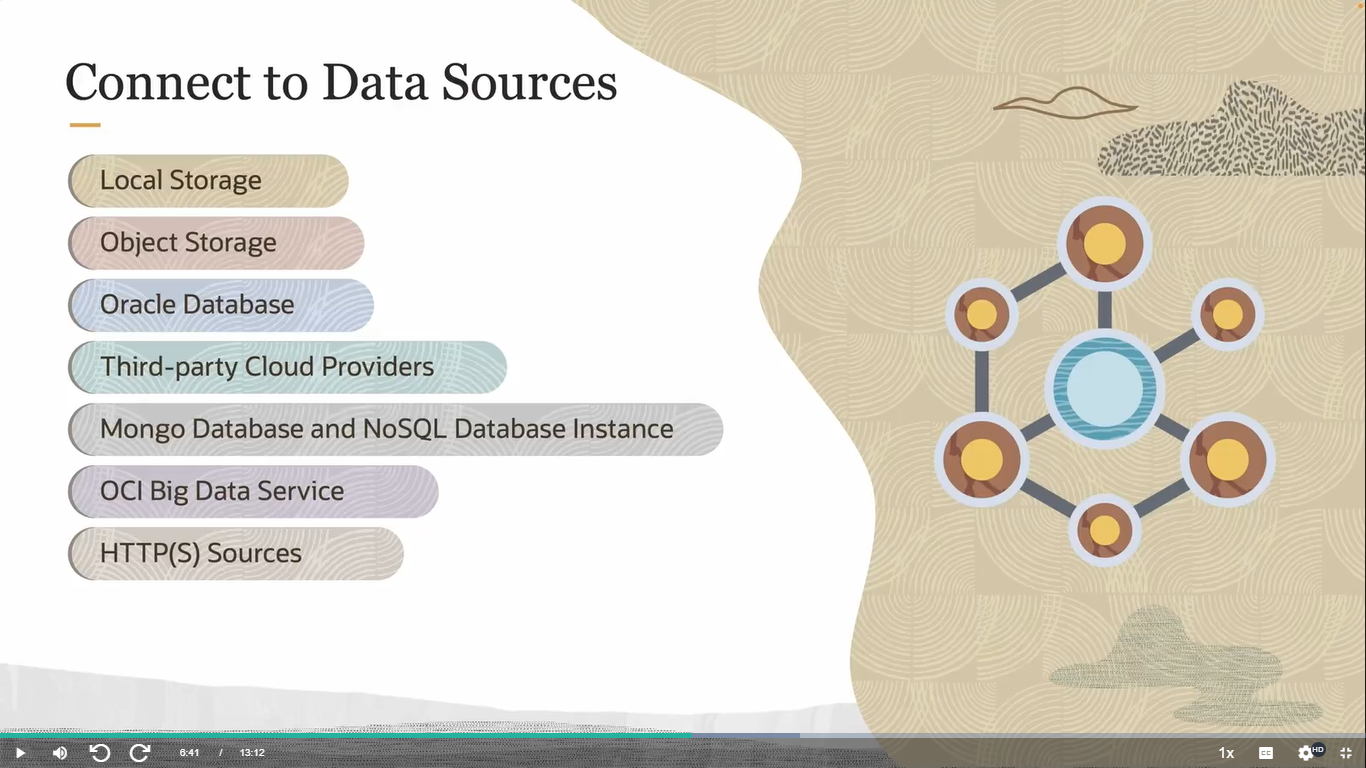 Connect to Data Sources
Local Storage
Object Storage
Oracle Database
Third-party Cloud Providers
Mongo Database and NoSQL Database Instance
OCI Big Data Service
HTTP(S) Sources
6:41 / 13:12 1x CC HD